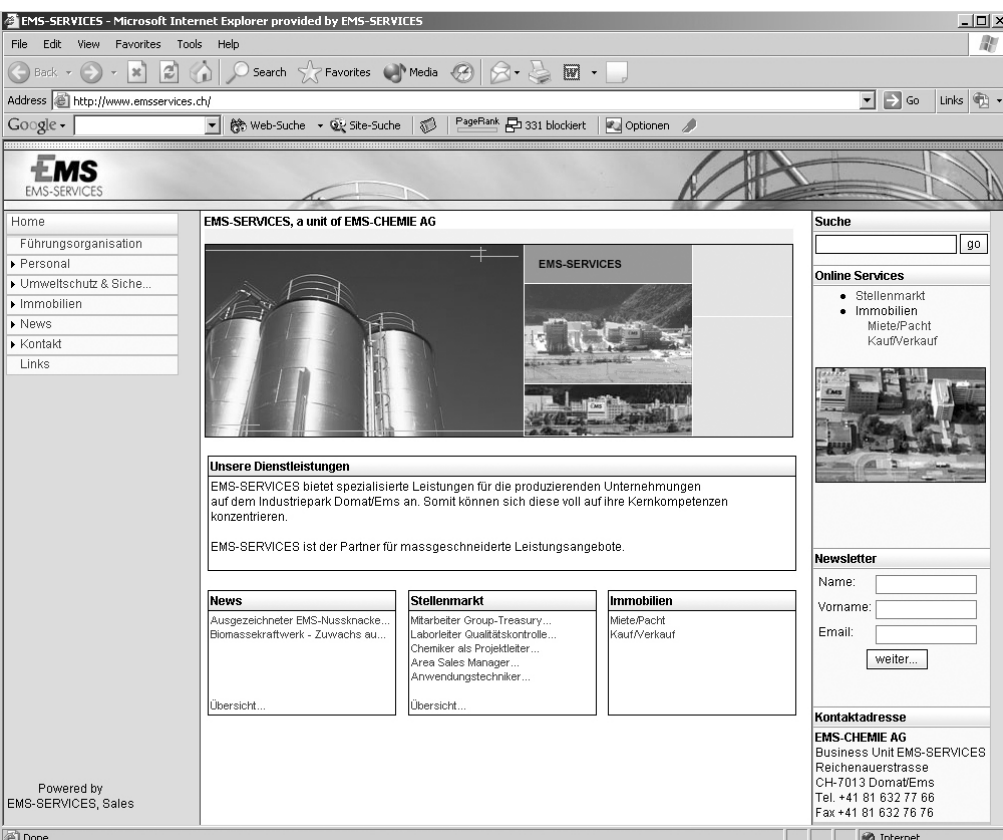 EMS-SERVICES - Microsoft Internet Explorer provided by EMS-SERVICES
File Edit View Favorites Tools Help
Back Search Favorites Media
Address http://www.emsservices.ch/ Go Links
Google Web-Suche Site-Suche PageRank 331 blockiert Optionen
EMS
EMS-SERVICES
Home
Führungsorganisation
Personal
Umweltschutz & Siche...
Immobilien
News
Kontakt
Links
Powered by
EMS-SERVICES, Sales
EMS-SERVICES, a unit of EMS-CHEMIE AG
EMS-SERVICES
EMS
Unsere Dienstleistungen
EMS-SERVICES bietet spezialisierte Leistungen für die produzierenden Unternehmungen
auf dem Industriepark Domat/Ems an. Somit können sich diese voll auf ihre Kernkompetenzen
konzentrieren.
EMS-SERVICES ist der Partner für massgeschneiderte Leistungsangebote.
News
Ausgezeichneter EMS-Nussknacke...
Biomassekraftwerk - Zuwachs au...
Übersicht...
Stellenmarkt
Mitarbeiter Group-Treasury...
Laborleiter Qualitätskontrolle...
Chemiker als Projektleiter...
Area Sales Manager...
Anwendungstechniker...
Übersicht...
Immobilien
Miete/Pacht
Kauf/Verkauf
Suche
go
Online Services
Stellenmarkt
Immobilien
Miete/Pacht
Kauf/Verkauf
EMS
Newsletter
Name:
Vorname:
Email:
weiter...
Kontaktadresse
EMS-CHEMIE AG
Business Unit EMS-SERVICES
Reichenauerstrasse
CH-7013 Domat/Ems
Tel. +41 81 632 77 66
Fax +41 81 632 76 76
Done Internet